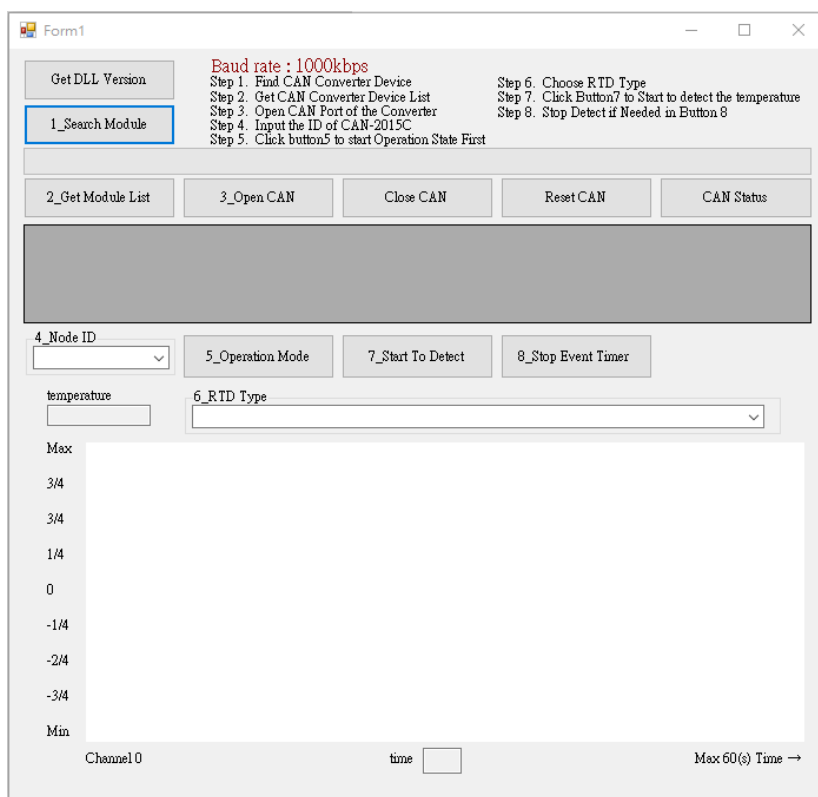 Form1
Get DLL Version
1_Search Module
Baud rate : 1000kbps
Step 1. Find CAN Converter Device
Step 2. Get CAN Converter Device List
Step 3. Open CAN Port of the Converter
Step 4. Input the ID of CAN-2015C
Step 5. Click button5 to start Operation State First
Step 6. Choose RTD Type
Step 7. Click Button7 to Start to detect the temperature
Step 8. Stop Detect if Needed in Button 8
2_Get Module List
3_Open CAN
Close CAN
Reset CAN
CAN Status
4_Node ID
5_Operation Mode
7_Start To Detect
8_Stop Event Timer
temperature
6_RTD Type
Max
3/4
3/4
1/4
0
-1/4
-2/4
-3/4
Min
Channel 0
time
Max 60(s) Time →